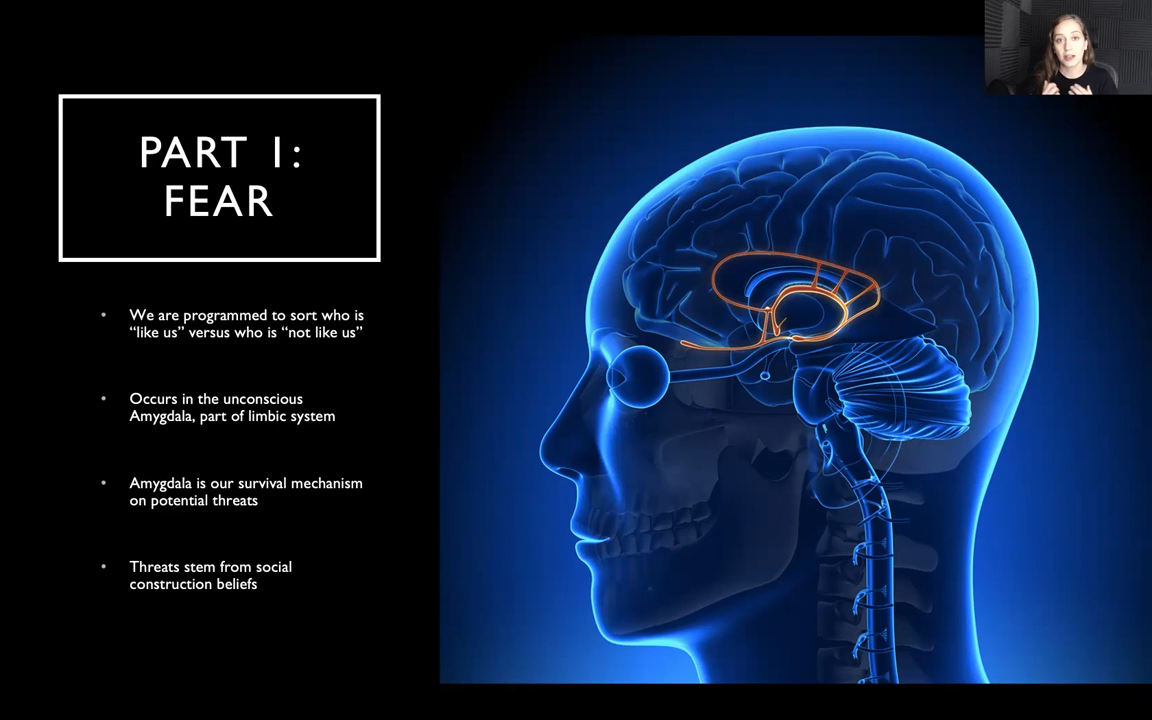 PART 1:
FEAR
• We are programmed to sort who is
“like us” versus who is “not like us”
• Occurs in the unconscious
Amygdala, part of limbic system
• Amygdala is our survival mechanism
on potential threats
• Threats stem from social
construction beliefs